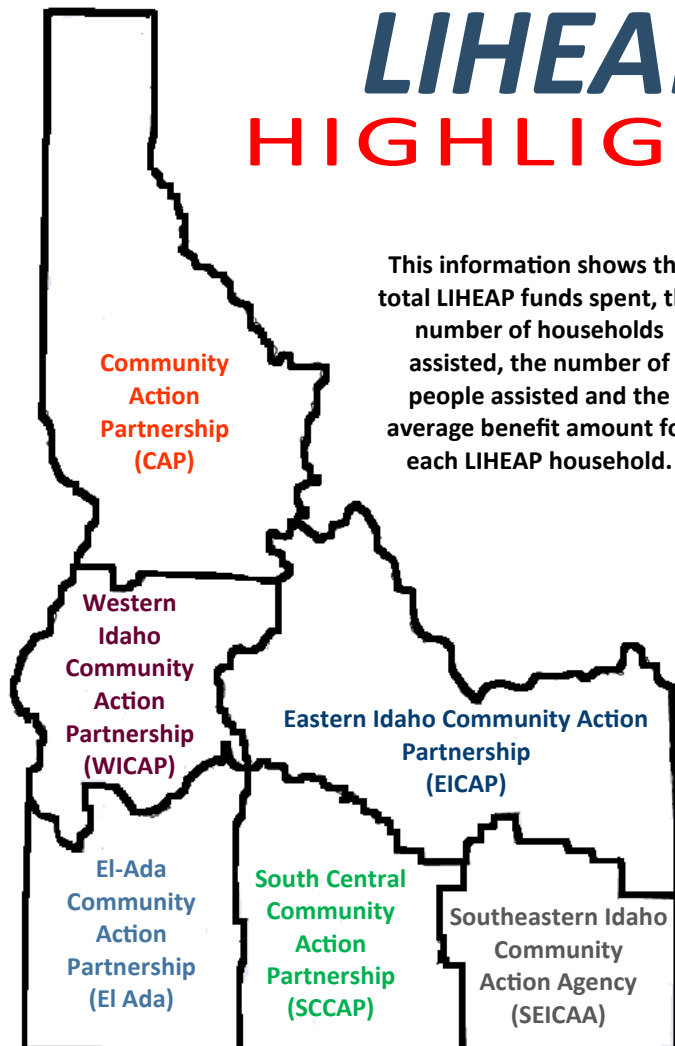 LIHEA
HIGHLIG
This information shows th
total LIHEAP funds spent, th
number of households
assisted, the number of
people assisted and the
average benefit amount fo
each LIHEAP household.
Community
Action
Partnership
(CAP)
Western
Idaho
Community
Action
Partnership
(WICAP)
Eastern Idaho Community Action
Partnership
(EICAP)
El-Ada
Community
Action
Partnership
(El Ada)
South Central
Community
Action
Partnership
(SCCAP)
Southeastern Idaho
Community
Action Agency
(SEICAA)